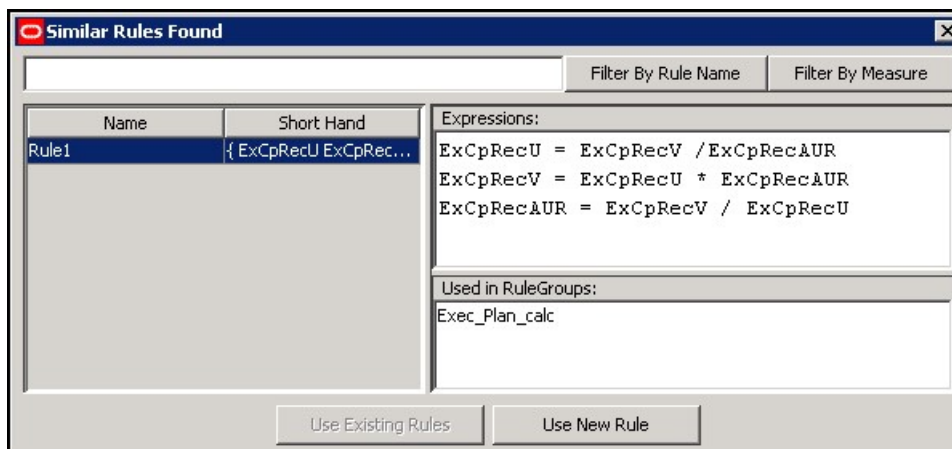 Similar Rules Found
Filter By Rule Name Filter By Measure
Name Short Hand
Rule1 { ExCpRecU ExCpRec...
Expressions:
ExCpRecU = ExCpRecV /ExCpRecAUR
ExCpRecV = ExCpRecU * ExCpRecAUR
ExCpRecAUR = ExCpRecV / ExCpRecU
Used in RuleGroups:
Exec_Plan_calc
Use Existing Rules Use New Rule